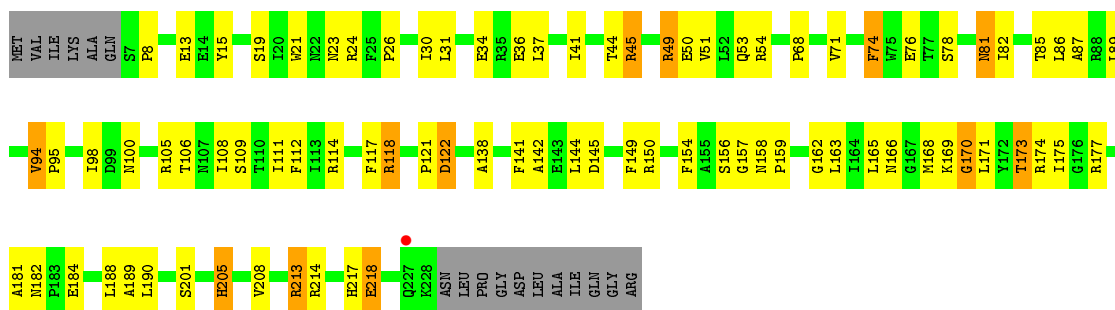 MET VAL ILE LYS ALA GLN S7 P8 E13 E14 Y15 S19 I20 W21 N22 N23 R24 F25 P26 I30 L31 E34 R35 E36 L37 I41 T44 R45 R49 E50 V51 L52 Q53 R54 P68 V71 F74 W75 E76 T77 S78 N81 I82 T85 L86 A87 R88 L89
V94 P95 I98 D99 N100 R105 T106 N107 I108 S109 T110 I111 F112 I113 R114 F117 R118 P121 D122 A138 F141 A142 E143 L144 D145 F149 R150 F154 A155 S156 G157 N158 P159 G162 L163 I164 L165 N166 G167 M168 K169 G170 L171 Y172 T173 R174 I175 G176 R177
A181 N182 P183 E184 L188 A189 L190 S201 H205 V208 R213 R214 H217 E218 Q227 K228 ASN LEU PRO GLY ASP LEU ALA ILE GLN GLY ARG